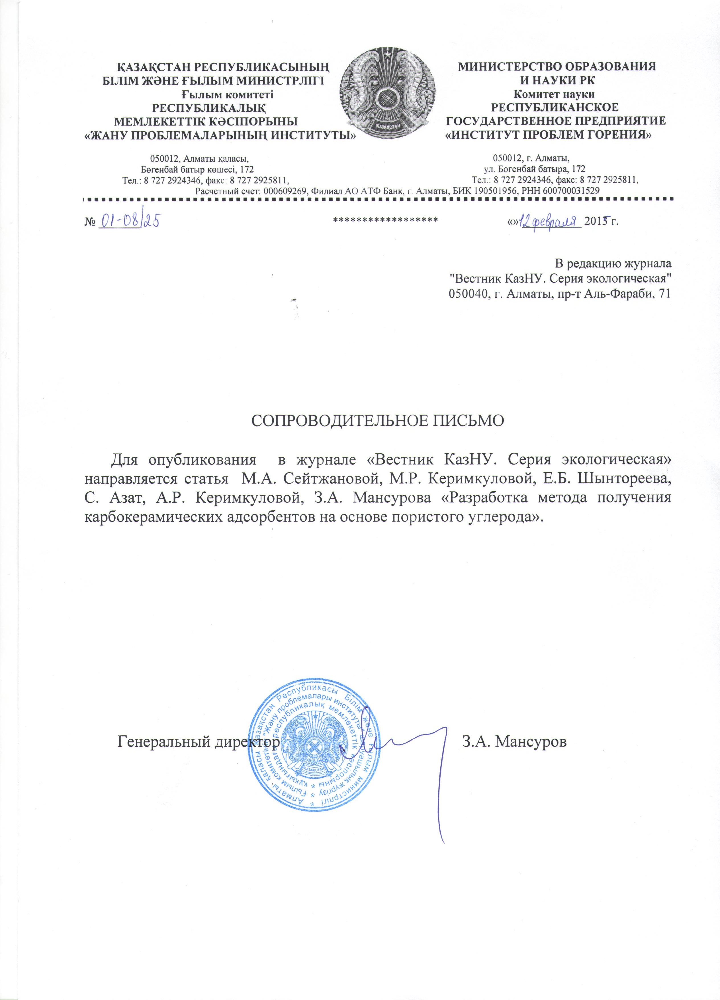 ҚАЗАҚСТАН РЕСПУБЛИКАСЫНЫҢ
БІЛІМ ЖӘНЕ ҒЫЛЫМ МИНИСТРЛІГІ
Ғылым комитеті
РЕСПУБЛИКАЛЫҚ
МЕМЛЕКЕТТІК КӘСІПОРЫНЫ
«ЖАНУ ПРОБЛЕМАЛАРЫНЫҢ ИНСТИТУТЫ»
ҚАЗАҚСТАН
МИНИСТЕРСТВО ОБРАЗОВАНИЯ
И НАУКИ РК
Комитет науки
РЕСПУБЛИКАНСКОЕ
ГОСУДАРСТВЕННОЕ ПРЕДПРИЯТИЕ
«ИНСТИТУТ ПРОБЛЕМ ГОРЕНИЯ»
050012, Алматы қаласы,
Бөгенбай батыр көшесі, 172
Тел.: 8 727 2924346, факс: 8 727 2925811,
050012, г. Алматы,
ул. Богенбай батыра, 172
Тел.: 8 727 2924346, факс: 8 727 2925811,
Расчетный счет: 000609269, Филиал АО АТФ Банк, г. Алматы, БИК 190501956, РНН 600700031529
№ 01-08/25 ****************** «»12 февраля 2015 г.
В редакцию журнала
"Вестник КазНУ. Серия экологическая"
050040, г. Алматы, пр-т Аль-Фараби, 71
СОПРОВОДИТЕЛЬНОЕ ПИСЬМО
Для опубликования в журнале «Вестник КазНУ. Серия экологическая»
направляется статья М.А. Сейтжановой, М.Р. Керимкуловой, Е.Б. Шынтореева,
С. Азат, А.Р. Керимкуловой, З.А. Мансурова «Разработка метода получения
карбокерамических адсорбентов на основе пористого углерода».
Генеральный директор З.А. Мансуров
Алматы қаласы Қазақстан Республикасы Білім және ғылым министрлігі *
Ғылым комитетінің "Жану проблемалары институты" шаруашылық жүргізу *
құқығындағы республикалық мемлекеттік кәсіпорыны *
ҚАЗАҚСТАН